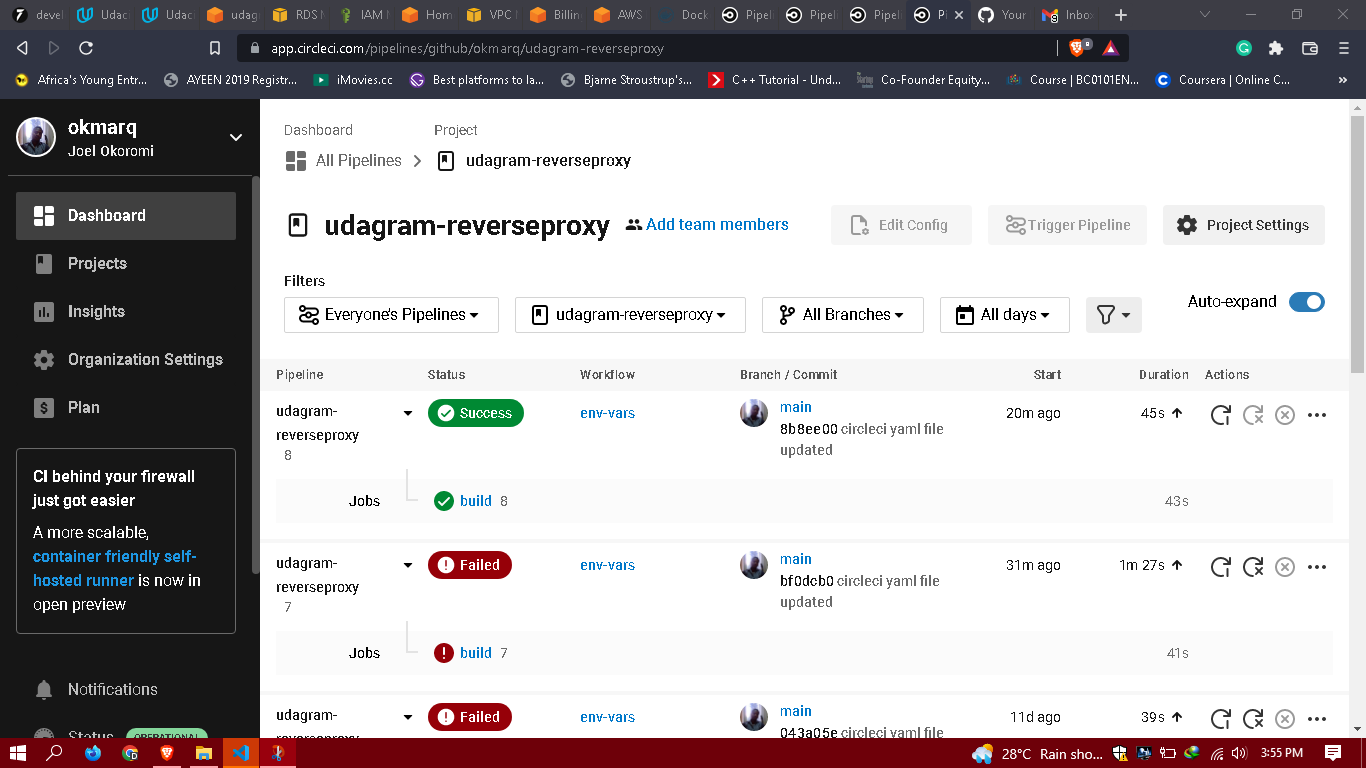 devel
Udac
Udac
udag
RDS M
IAM M
Hom
VPC M
Billin
AWS
Dock
Pipel
Pipel
Pipel
Pi
Your
Inbo
app.circleci.com/pipelines/github/okmarq/udagram-reverseproxy
9
Africa's Young Entr...
AYEEN 2019 Registr...
iMovies.cc
Best platforms to la...
Bjarne Stroustrup's...
C++ Tutorial - Und...
Co-Founder Equity...
Course | BC0101EN...
Coursera | Online C...
»
okmarq
Joel Okoromi
Dashboard
Projects
Insights
Organization Settings
Plan
CI behind your firewall
just got easier
A more scalable,
container friendly self-
hosted runner is now in
open preview
Notifications
Status OPERATIONAL
Dashboard
Project
All Pipelines
udagram-reverseproxy
udagram-reverseproxy
Add team members
Edit Config
Trigger Pipeline
Project Settings
Filters
Everyone's Pipelines
udagram-reverseproxy
All Branches
All days
Auto-expand
Pipeline Status Workflow Branch / Commit Start Duration Actions
udagram-
reverseproxy
8
Success
env-vars
main
8b8ee00 circleci yaml file
updated
20m ago
45s
Jobs
build 8
43s
udagram-
reverseproxy
7
Failed
env-vars
main
bf0dcb0 circleci yaml file
updated
31m ago
1m 27s
Jobs
build 7
41s
udagram-
reverseproxy
Failed
env-vars
main
043a05e circleci yaml file
11d ago
39s
28°C Rain sho...
3:55 PM